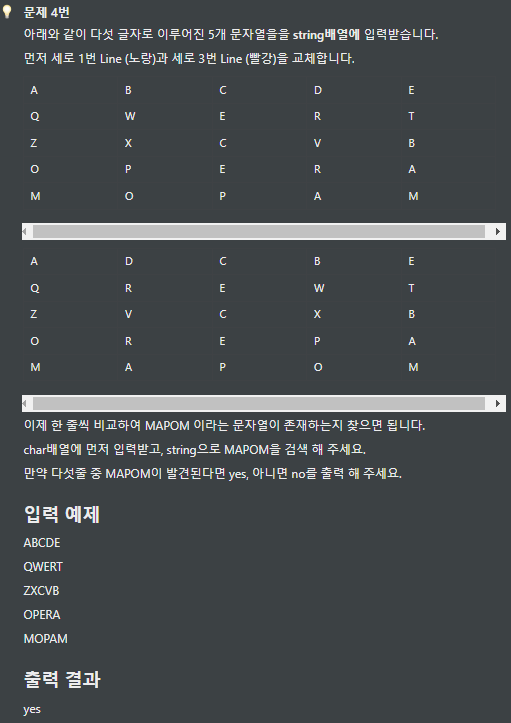 문제 4번
아래와 같이 다섯 글자로 이루어진 5개 문자열을을 string배열에 입력받습니다.
먼저 세로 1번 Line (노랑)과 세로 3번 Line (빨강)을 교체합니다.
A B C D E
Q W E R T
Z X C V B
O P E R A
M O P A M
A D C B E
Q R E W T
Z V C X B
O R E P A
M A P O M
이제 한 줄씩 비교하여 MAPOM 이라는 문자열이 존재하는지 찾으면 됩니다.
char배열에 먼저 입력받고, string으로 MAPOM을 검색 해 주세요.
만약 다섯줄 중 MAPOM이 발견된다면 yes, 아니면 no를 출력 해 주세요.
입력 예제
ABCDE
QWERT
ZXCVB
OPERA
MOPAM
출력 결과
yes